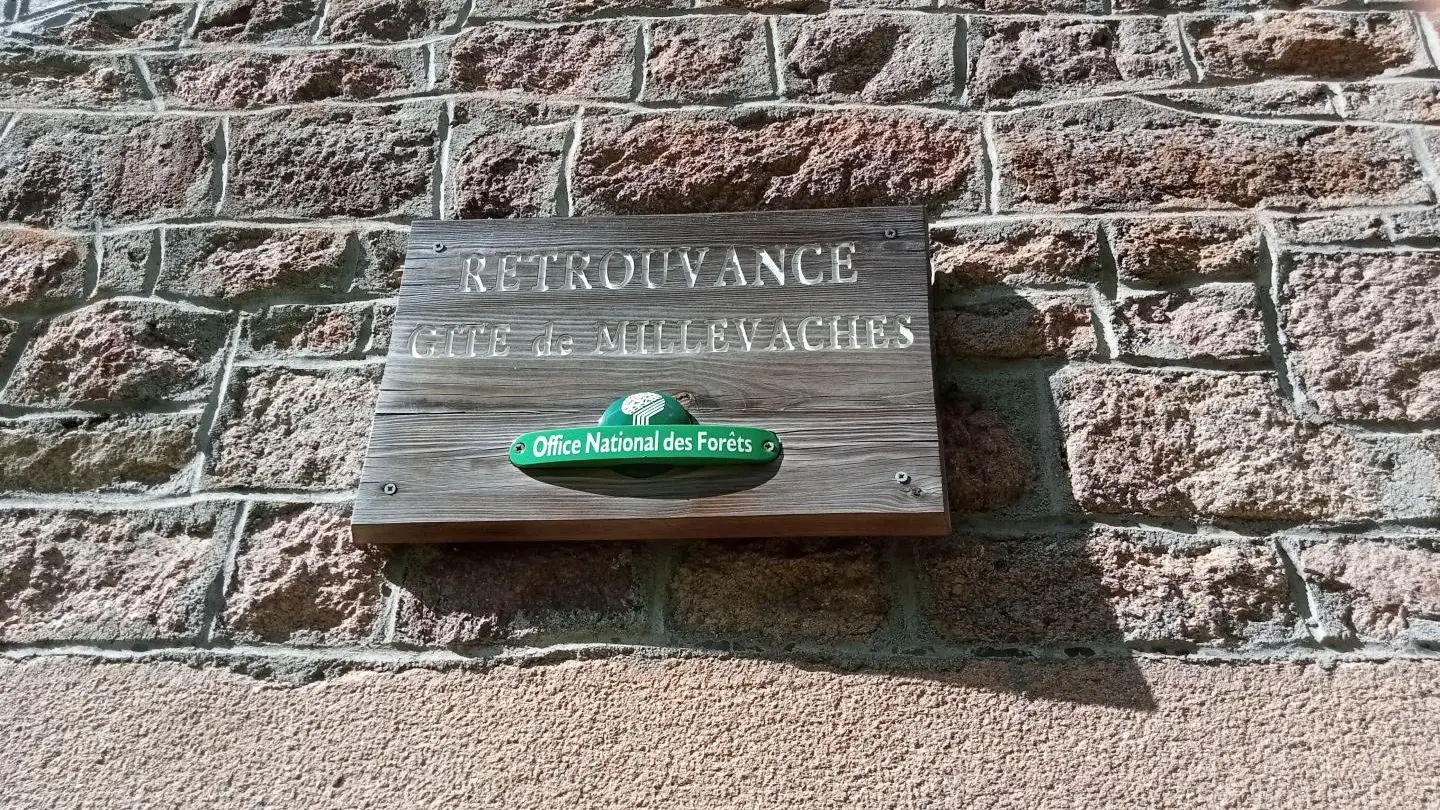 RETROUVANCE
GITE de MILLEVACHES
Office National des Forêts